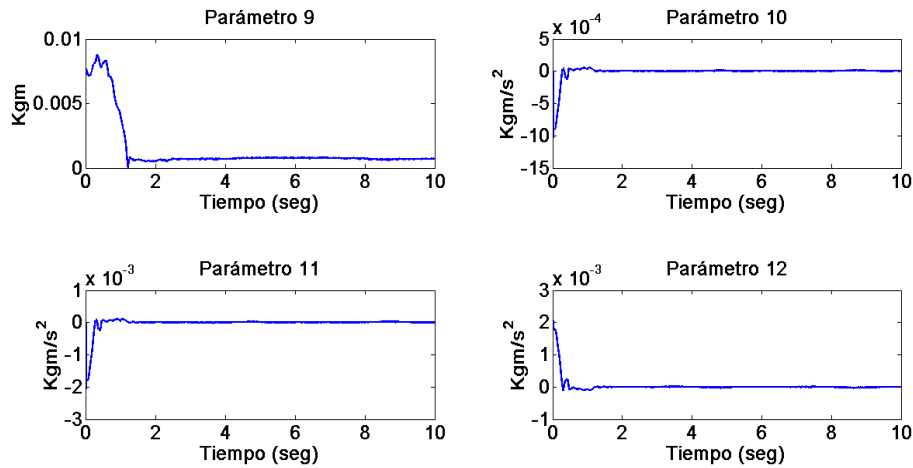 Parámetro 9
0.01
0.005
0
Kgm
0 2 4 6 8 10
Tiempo (seg)
Parámetro 10
x 10⁻⁴
5
0
-5
-10
-15
Kgm/s²
0 2 4 6 8 10
Tiempo (seg)
Parámetro 11
x 10⁻³
1
0
-1
-2
-3
Kgm/s²
0 2 4 6 8 10
Tiempo (seg)
Parámetro 12
x 10⁻³
3
2
1
0
-1
Kgm/s²
0 2 4 6 8 10
Tiempo (seg)